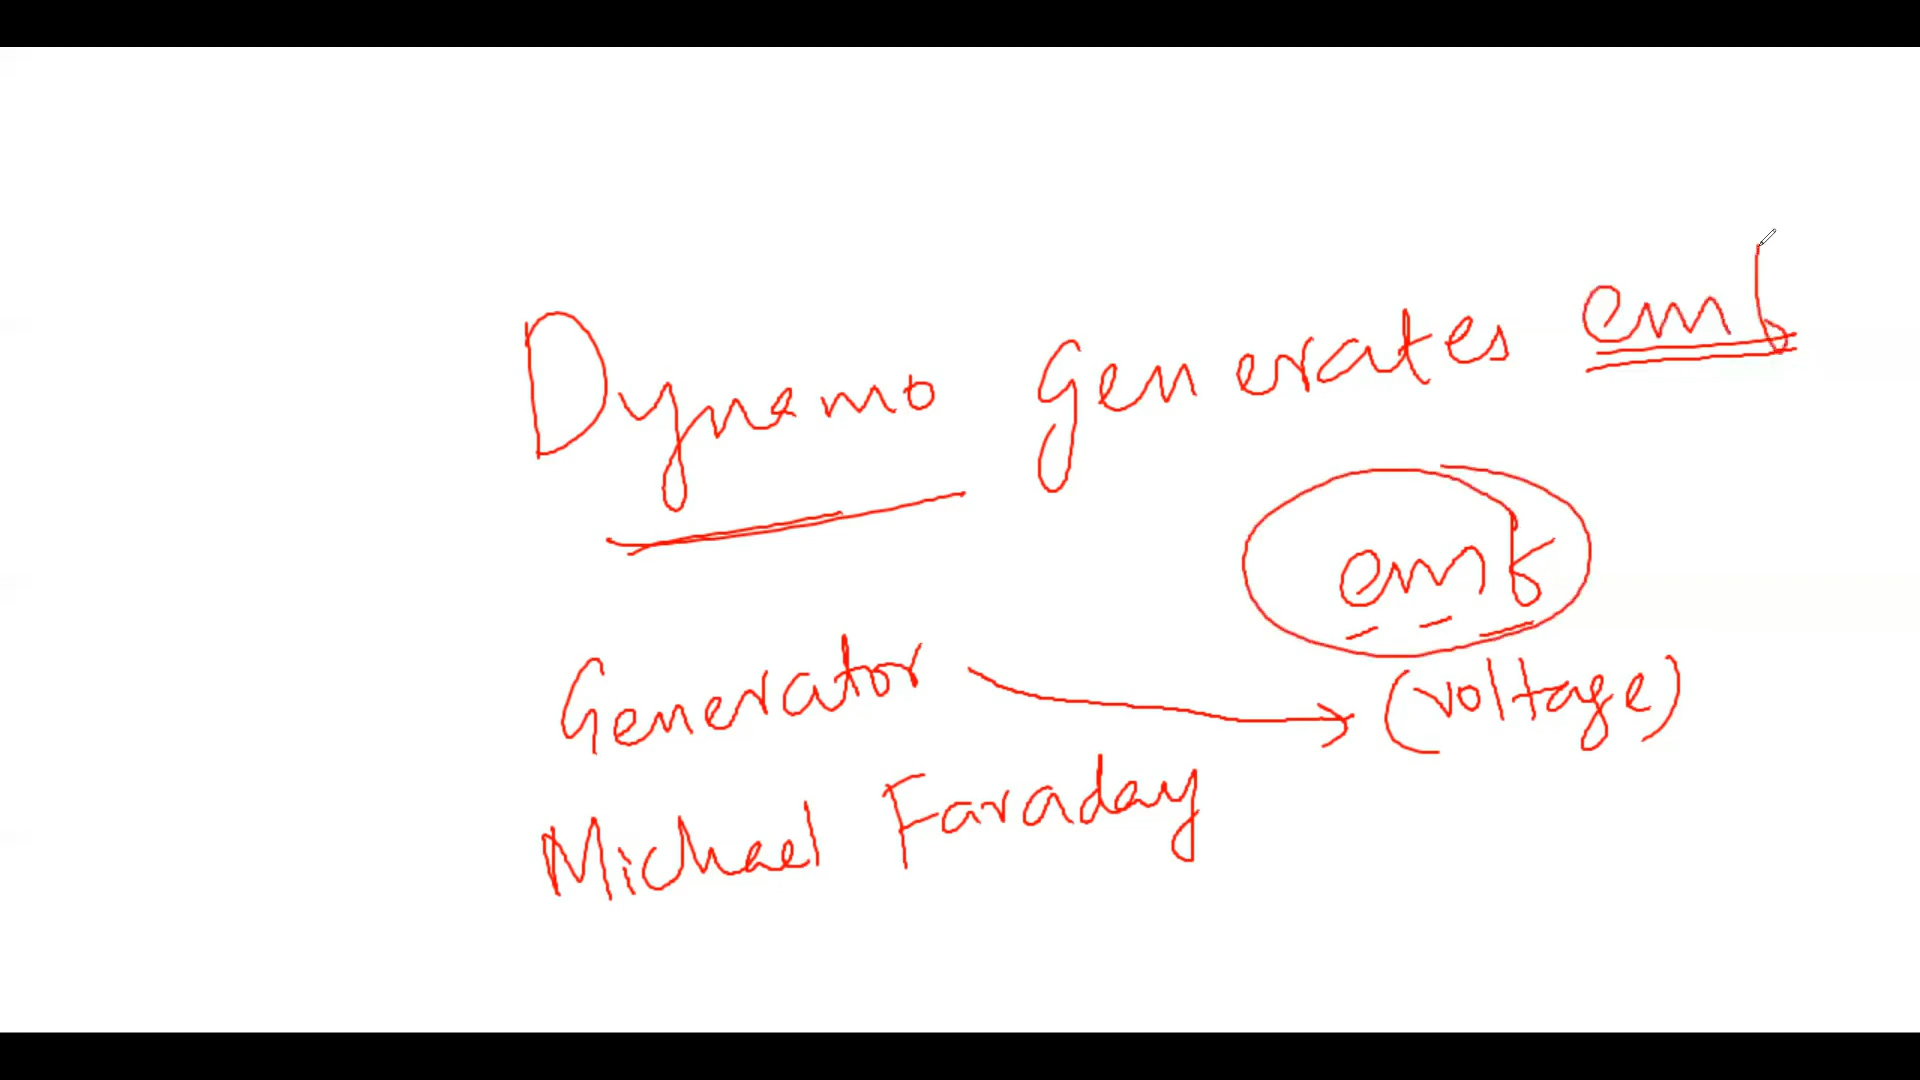 Dynamo generates emf
emf
Generator → (voltage)
Michael Faraday